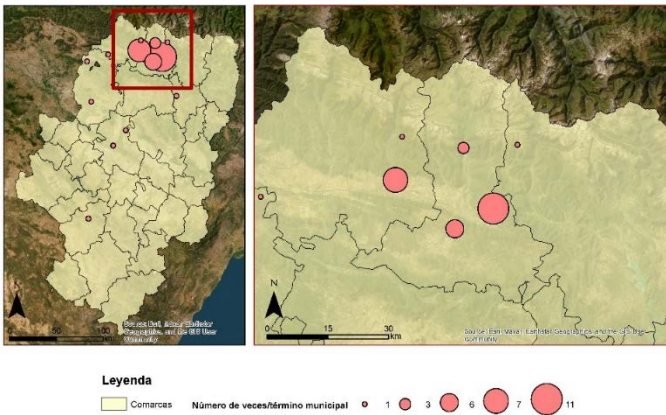 N
Source: Esri, Maxar, Earthstar
Geographics, and the GIS User
Community
0
50
N
0
15
30
km
Source: Esri, Maxar, Earthstar Geographics, and the GIS User
Community
Leyenda
Comarcas
Número de veces/término municipal
1
3
6
7
11